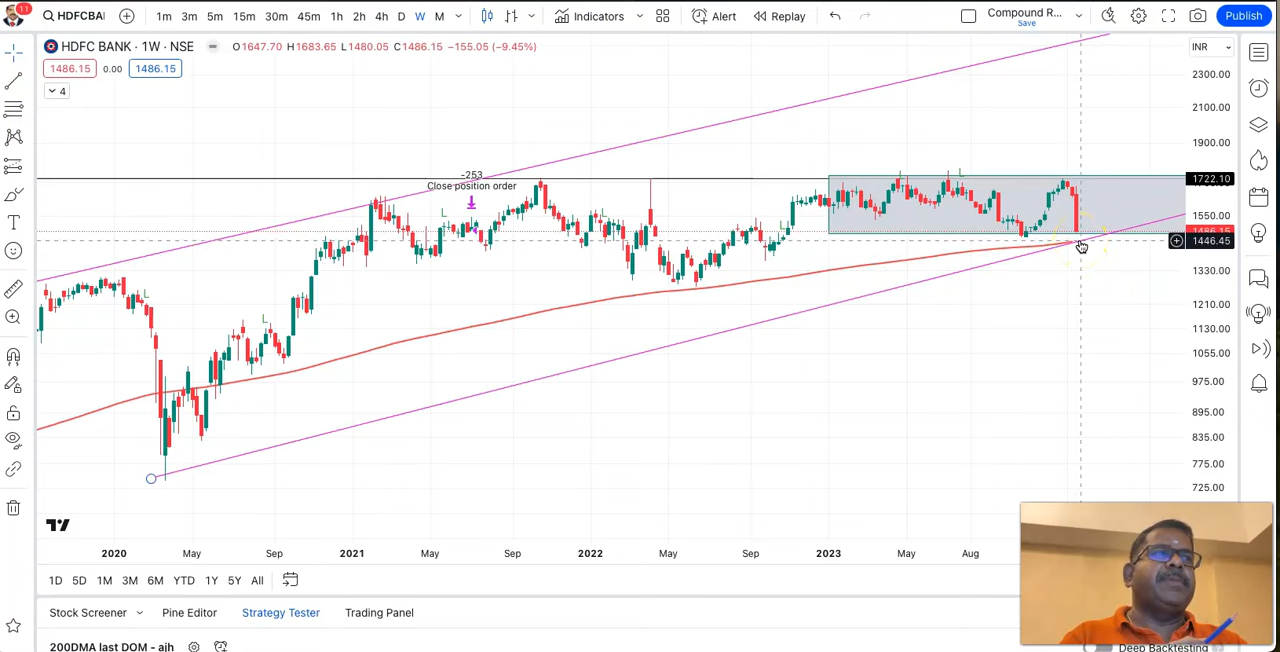 11
HDFCBA
1m 3m 5m 15m 30m 45m 1h 2h 4h D W M
Indicators
Alert
Replay
Compound R...
Save
Publish
HDFC BANK · 1W · NSE
O1647.70 H1683.65 L1480.05 C1486.15 −155.05 (−9.45%)
INR
1486.15 0.00 1486.15
4
2300.00
2100.00
1900.00
1722.10
1550.00
1486.15
1446.45
1330.00
1210.00
1130.00
1055.00
975.00
895.00
835.00
775.00
725.00
-253
Close position order
L
L
L
L
L
L
2020 May Sep 2021 May Sep 2022 May Sep 2023 May Aug
1D 5D 1M 3M 6M YTD 1Y 5Y All
Stock Screener Pine Editor Strategy Tester Trading Panel
200DMA last DOM - ajh
Deep Backtesting